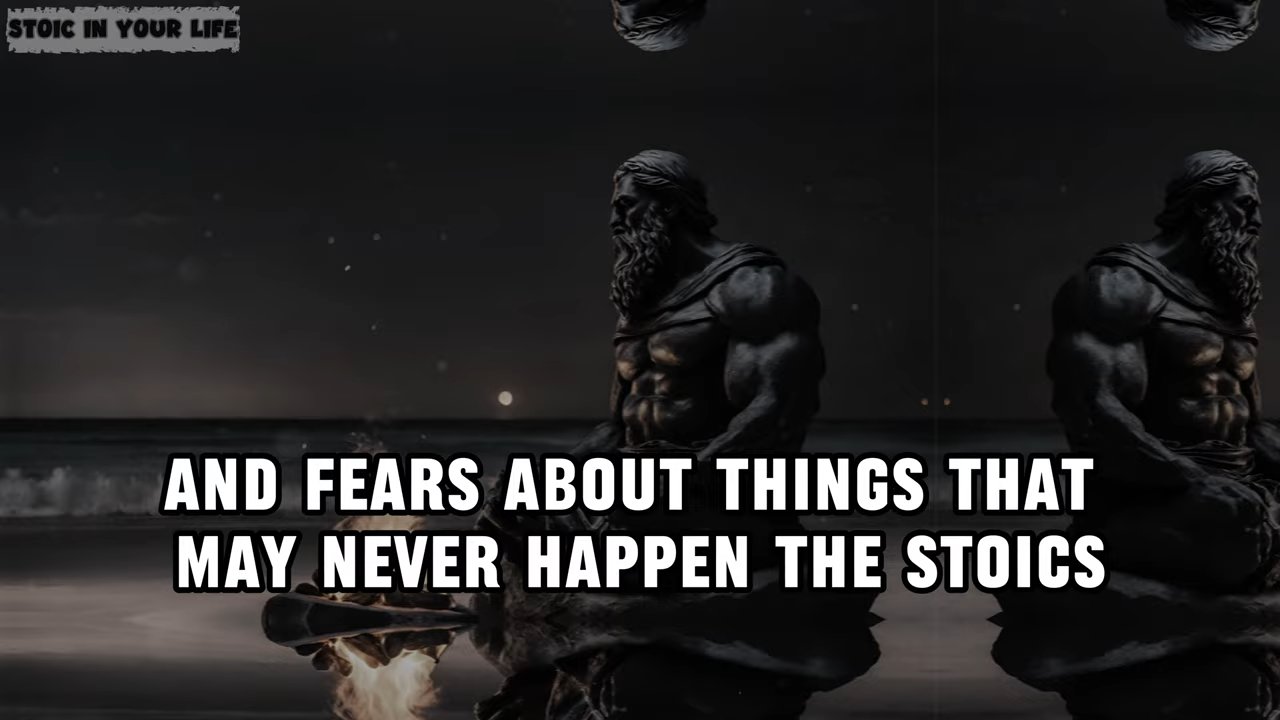 STOIC IN YOUR LIFE
AND FEARS ABOUT THINGS THAT
MAY NEVER HAPPEN THE STOICS